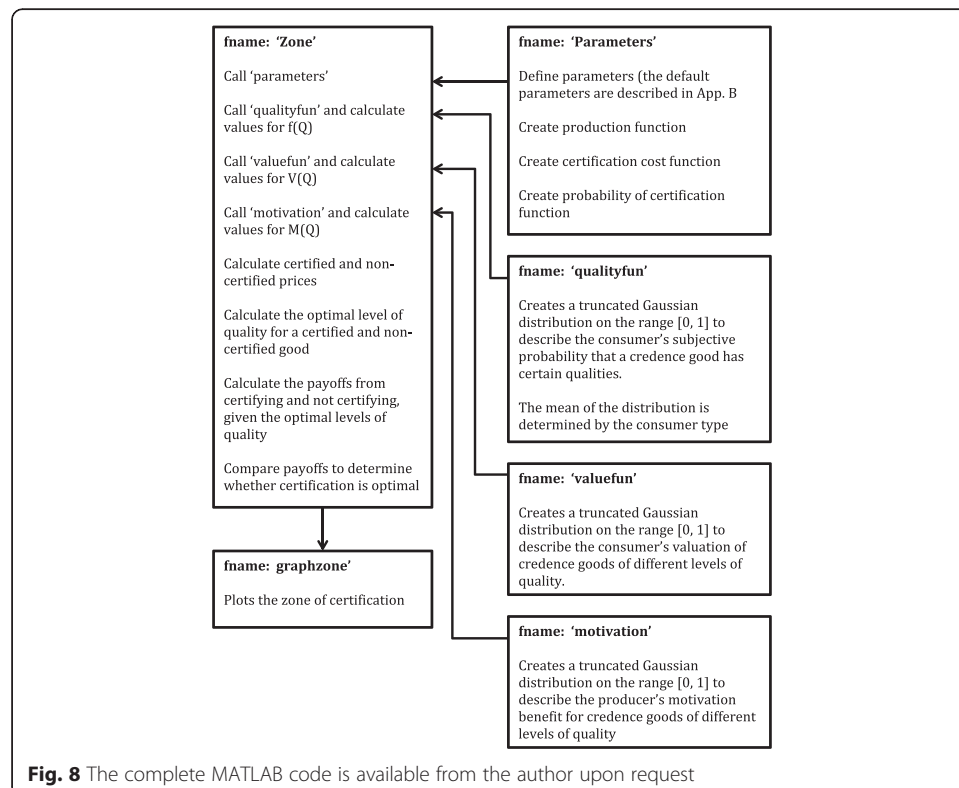 fname: 'Zone'
Call 'parameters'
Call 'qualityfun' and calculate
values for f(Q)
Call 'valuefun' and calculate
values for V(Q)
Call 'motivation' and calculate
values for M(Q)
Calculate certified and non-
certified prices
Calculate the optimal level of
quality for a certified and non-
certified good
Calculate the payoffs from
certifying and not certifying,
given the optimal levels of
quality
Compare payoffs to determine
whether certification is optimal
fname: graphzone'
Plots the zone of certification
fname: 'Parameters'
Define parameters (the default
parameters are described in App. B
Create production function
Create certification cost function
Create probability of certification
function
fname: 'qualityfun'
Creates a truncated Gaussian
distribution on the range [0, 1] to
describe the consumer's subjective
probability that a credence good has
certain qualities.
The mean of the distribution is
determined by the consumer type
fname: 'valuefun'
Creates a truncated Gaussian
distribution on the range [0, 1] to
describe the consumer's valuation of
credence goods of different levels of
quality.
fname: 'motivation'
Creates a truncated Gaussian
distribution on the range [0, 1] to
describe the producer's motivation
benefit for credence goods of different
levels of quality
Fig. 8 The complete MATLAB code is available from the author upon request